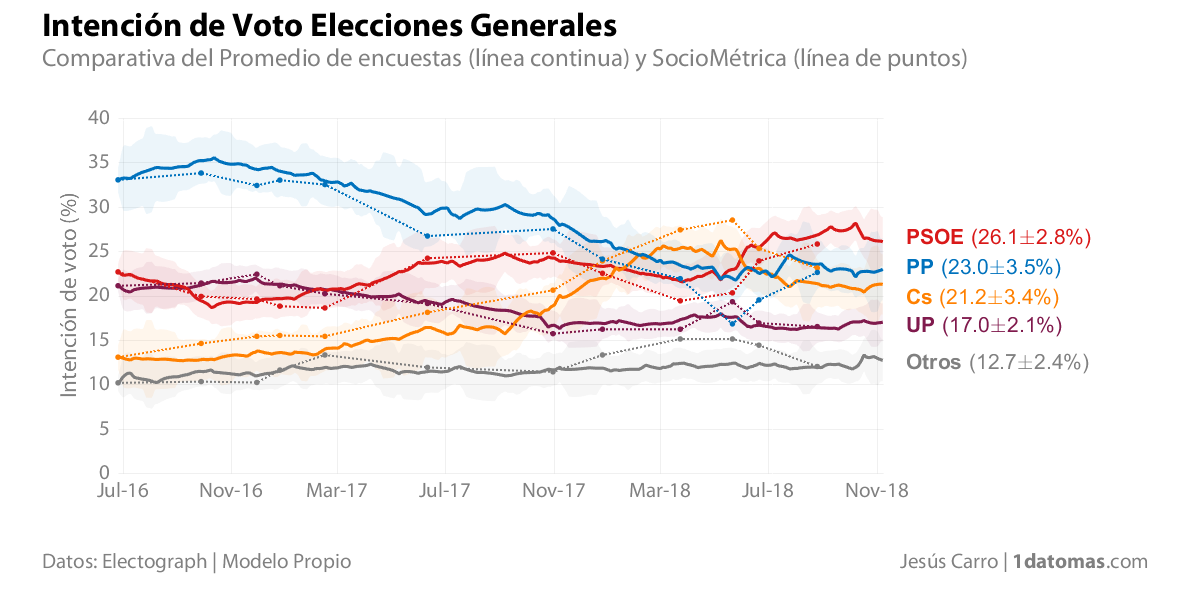 Intención de Voto Elecciones Generales
Comparativa del Promedio de encuestas (línea continua) y SocioMétrica (línea de puntos)
Intención de voto (%)
40
35
30
25
20
15
10
5
0
Jul-16 Nov-16 Mar-17 Jul-17 Nov-17 Mar-18 Jul-18 Nov-18
PSOE (26.1±2.8%)
PP (23.0±3.5%)
Cs (21.2±3.4%)
UP (17.0±2.1%)
Otros (12.7±2.4%)
Datos: Electograph | Modelo Propio
Jesús Carro | 1datomas.com